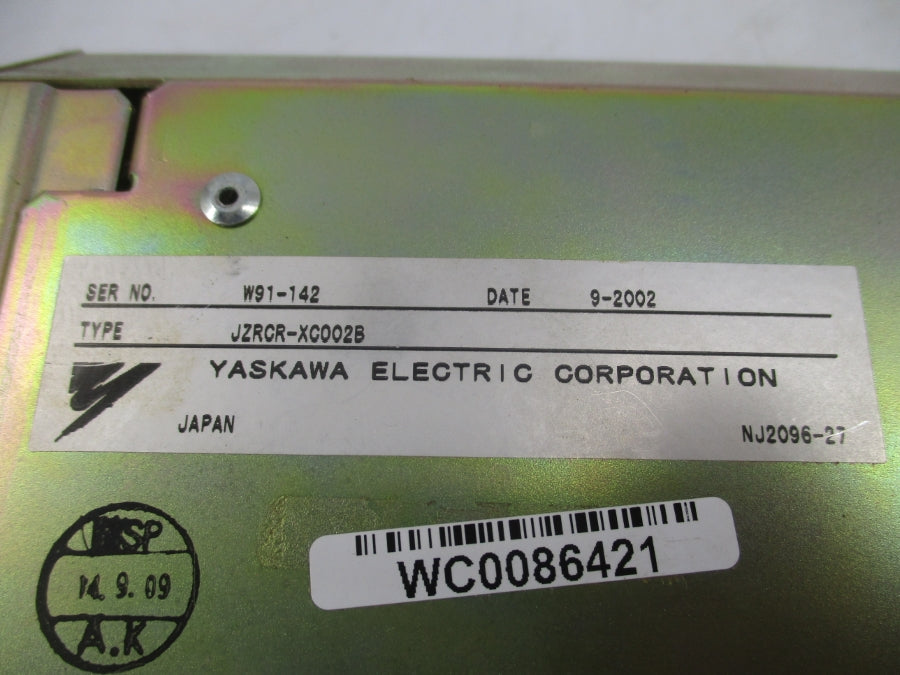 SER NO. W91-142 DATE 9-2002
TYPE JZRCR-XC002B
YASKAWA ELECTRIC CORPORATION
JAPAN NJ2096-27
WC0086421
INSP
14.9.09
A.K